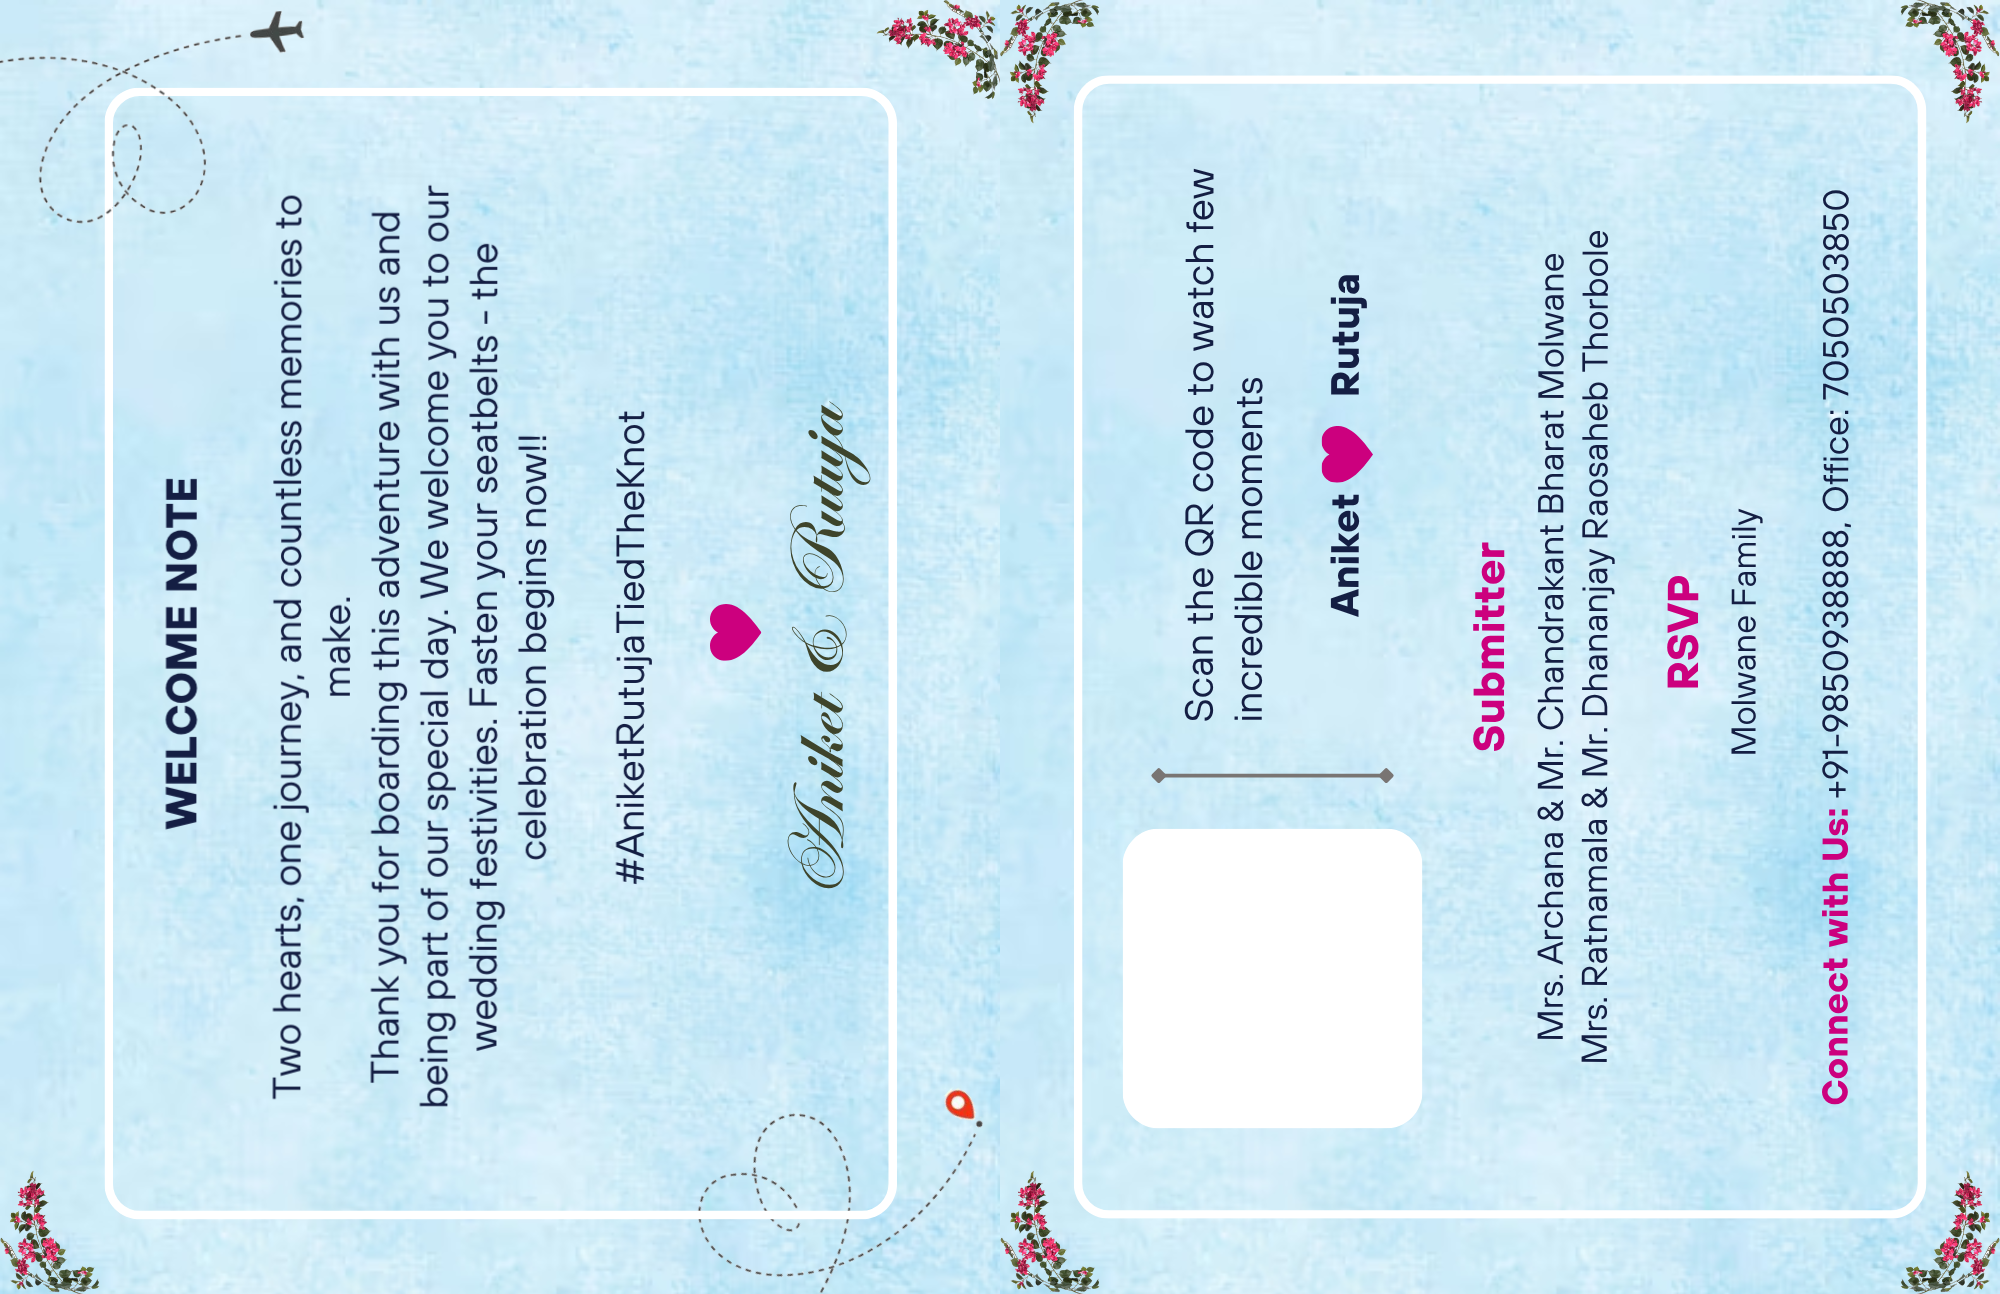 WELCOME NOTE
Two hearts, one journey, and countless memories to
make.
Thank you for boarding this adventure with us and
being part of our special day. We welcome you to our
wedding festivities. Fasten your seatbelts - the
celebration begins now!!
#AniketRutujaTiedTheKnot
Aniket & Rutuja
Scan the QR code to watch few
incredible moments
Aniket Rutuja
Submitter
Mrs. Archana & Mr. Chandrakant Bharat Molwane
Mrs. Ratnamala & Mr. Dhananjay Raosaheb Thorbole
RSVP
Molwane Family
Connect with Us: +91-9850938888, Office: 7050503850